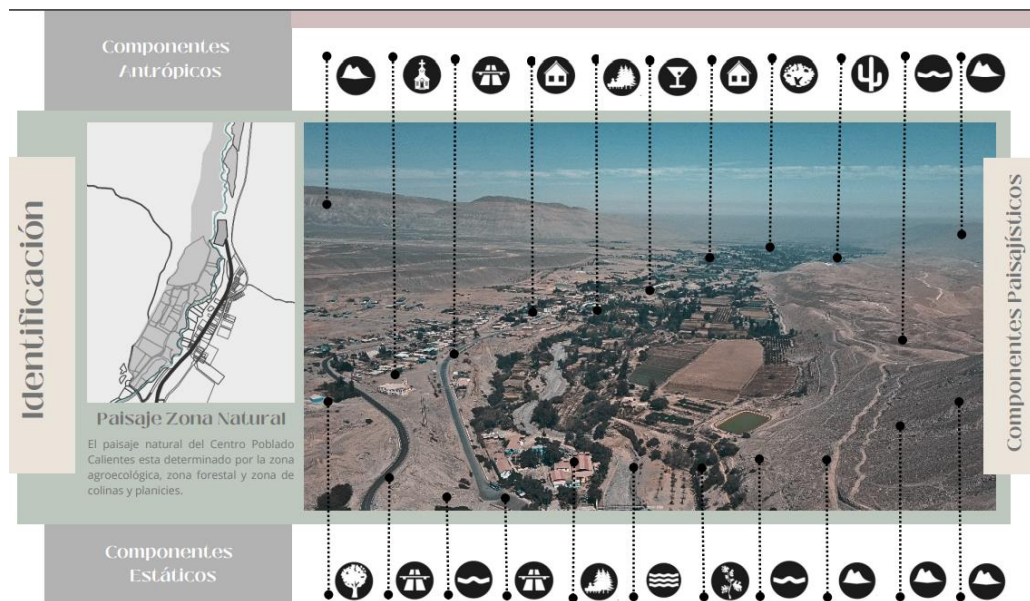 Componentes
Antrópicos
Identificación
Paisaje Zona Natural
El paisaje natural del Centro Poblado
Calientes esta determinado por la zona
agroecológica, zona forestal y zona de
colinas y planicies.
Componentes Paisajísticos
Componentes
Estáticos